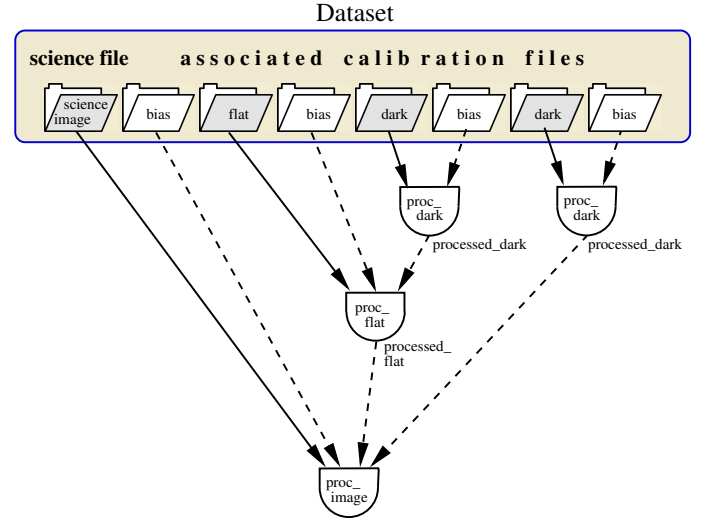 Dataset
science file associated calibration files
science
image
bias
flat
bias
dark
bias
dark
bias
proc_
dark
proc_
dark
processed_dark
processed_dark
proc_
flat
processed_
flat
proc_
image